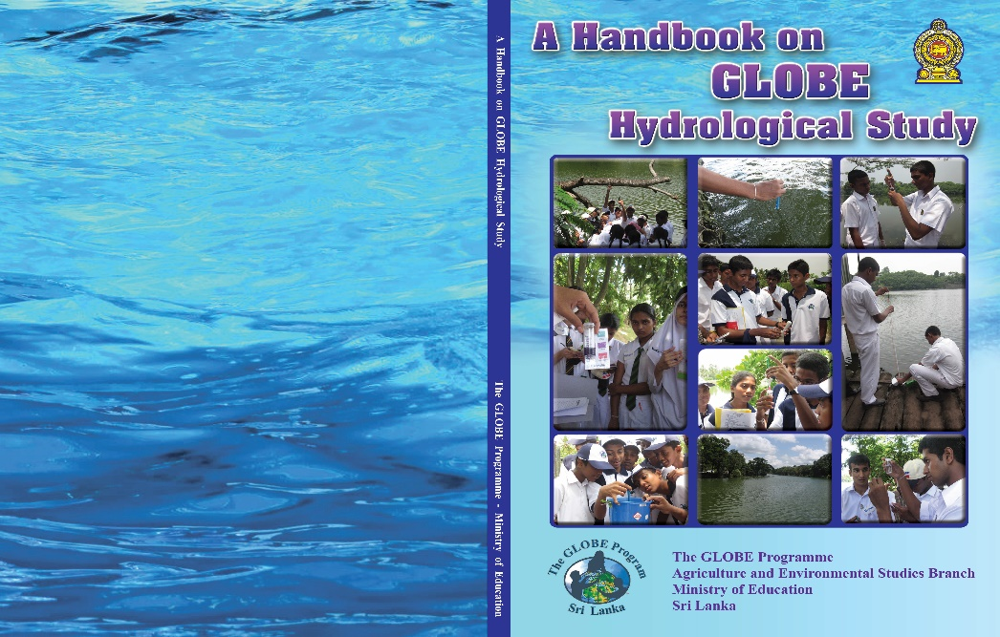 A Handbook on GLOBE Hydrological Study
The GLOBE Programme - Ministry of Education
A Handbook on
GLOBE
Hydrological Study
The GLOBE Program
Sri Lanka
The GLOBE Programme
Agriculture and Environmental Studies Branch
Ministry of Education
Sri Lanka